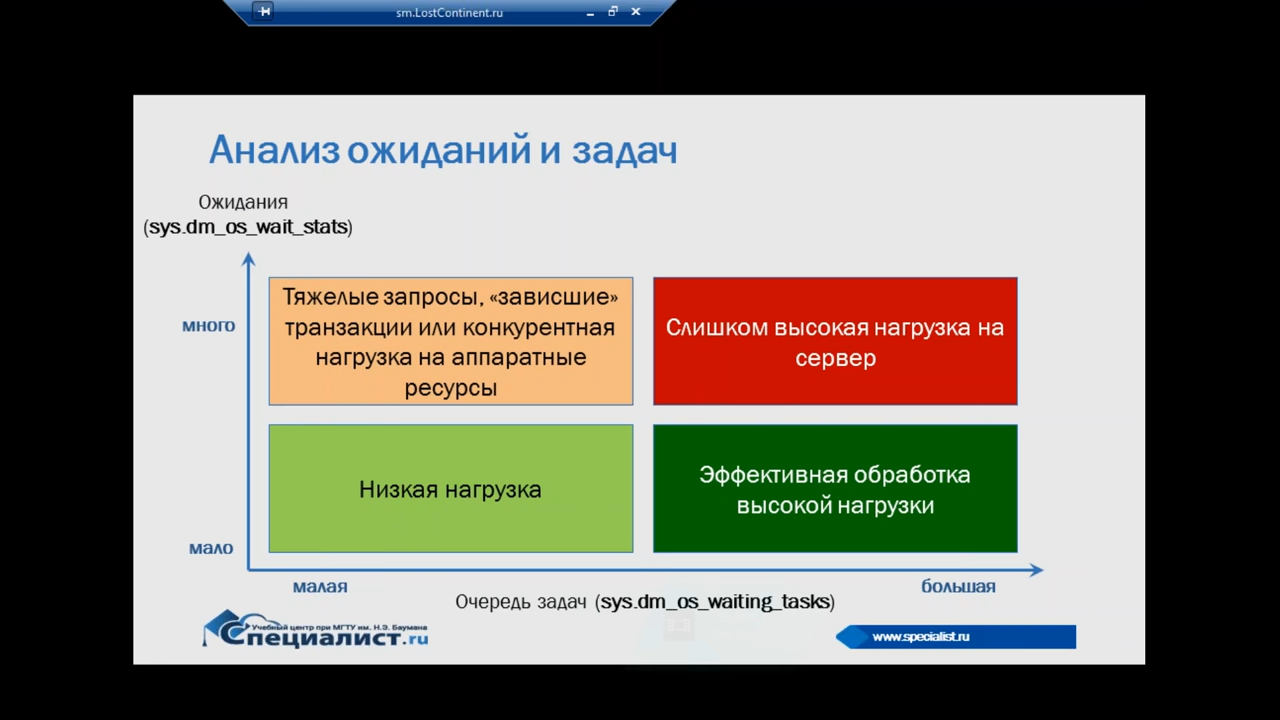 sm.LostContinent.ru
Анализ ожиданий и задач
Ожидания
(sys.dm_os_wait_stats)
много
Тяжелые запросы, «зависшие»
транзакции или конкурентная
нагрузка на аппаратные
ресурсы
Слишком высокая нагрузка на
сервер
Низкая нагрузка
Эффективная обработка
высокой нагрузки
мало
малая
большая
Очередь задач (sys.dm_os_waiting_tasks)
Учебный центр при МГТУ им. Н.Э. Баумана
Специалист.ru
www.specialist.ru